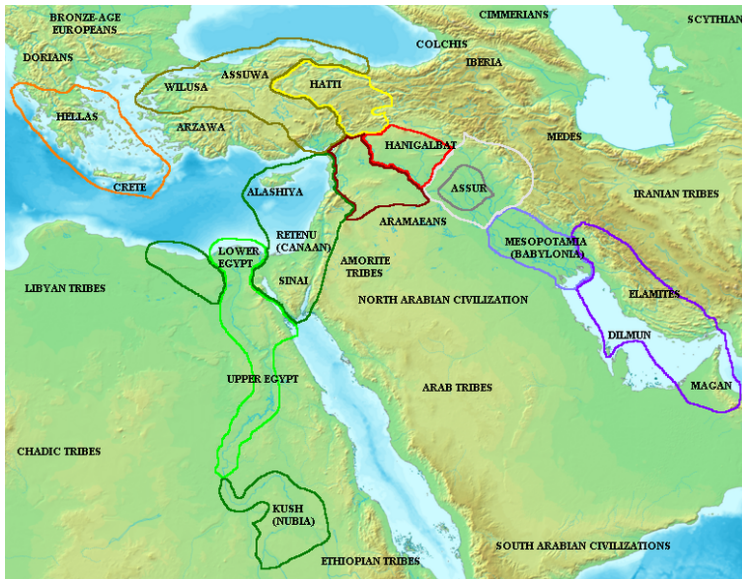 BRONZE-AGE
EUROPEANS
CIMMERIANS
SCYTHIAN
COLCHIS
DORIANS
IBERIA
ASSUWA
WILUSA
HATTI
HELLAS
ARZAWA
MEDES
HANIGALBAT
CRETE
ALASHIYA
ASSUR
IRANIAN TRIBES
ARAMAEANS
RETENU
(CANAAN)
MESOPOTAMIA
(BABYLONIA)
LOWER
EGYPT
AMORITE
TRIBES
SINAI
LIBYAN TRIBES
NORTH ARABIAN CIVILIZATION
ELAMITES
DILMUN
UPPER EGYPT
ARAB TRIBES
MAGAN
CHADIC TRIBES
KUSH
(NUBIA)
SOUTH ARABIAN CIVILIZATIONS
ETHIOPIAN TRIBES